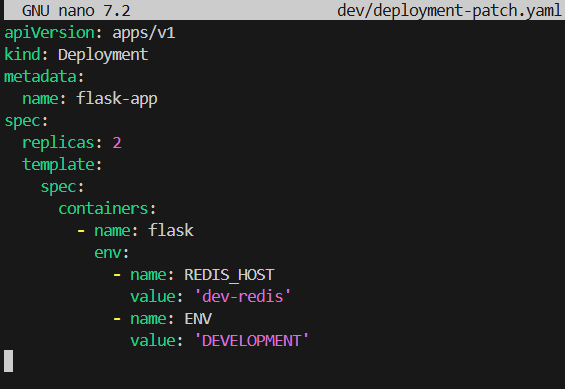 GNU nano 7.2 dev/deployment-patch.yaml
apiVersion: apps/v1
kind: Deployment
metadata:
  name: flask-app
spec:
  replicas: 2
  template:
    spec:
      containers:
        - name: flask
          env:
            - name: REDIS_HOST
              value: 'dev-redis'
            - name: ENV
              value: 'DEVELOPMENT'